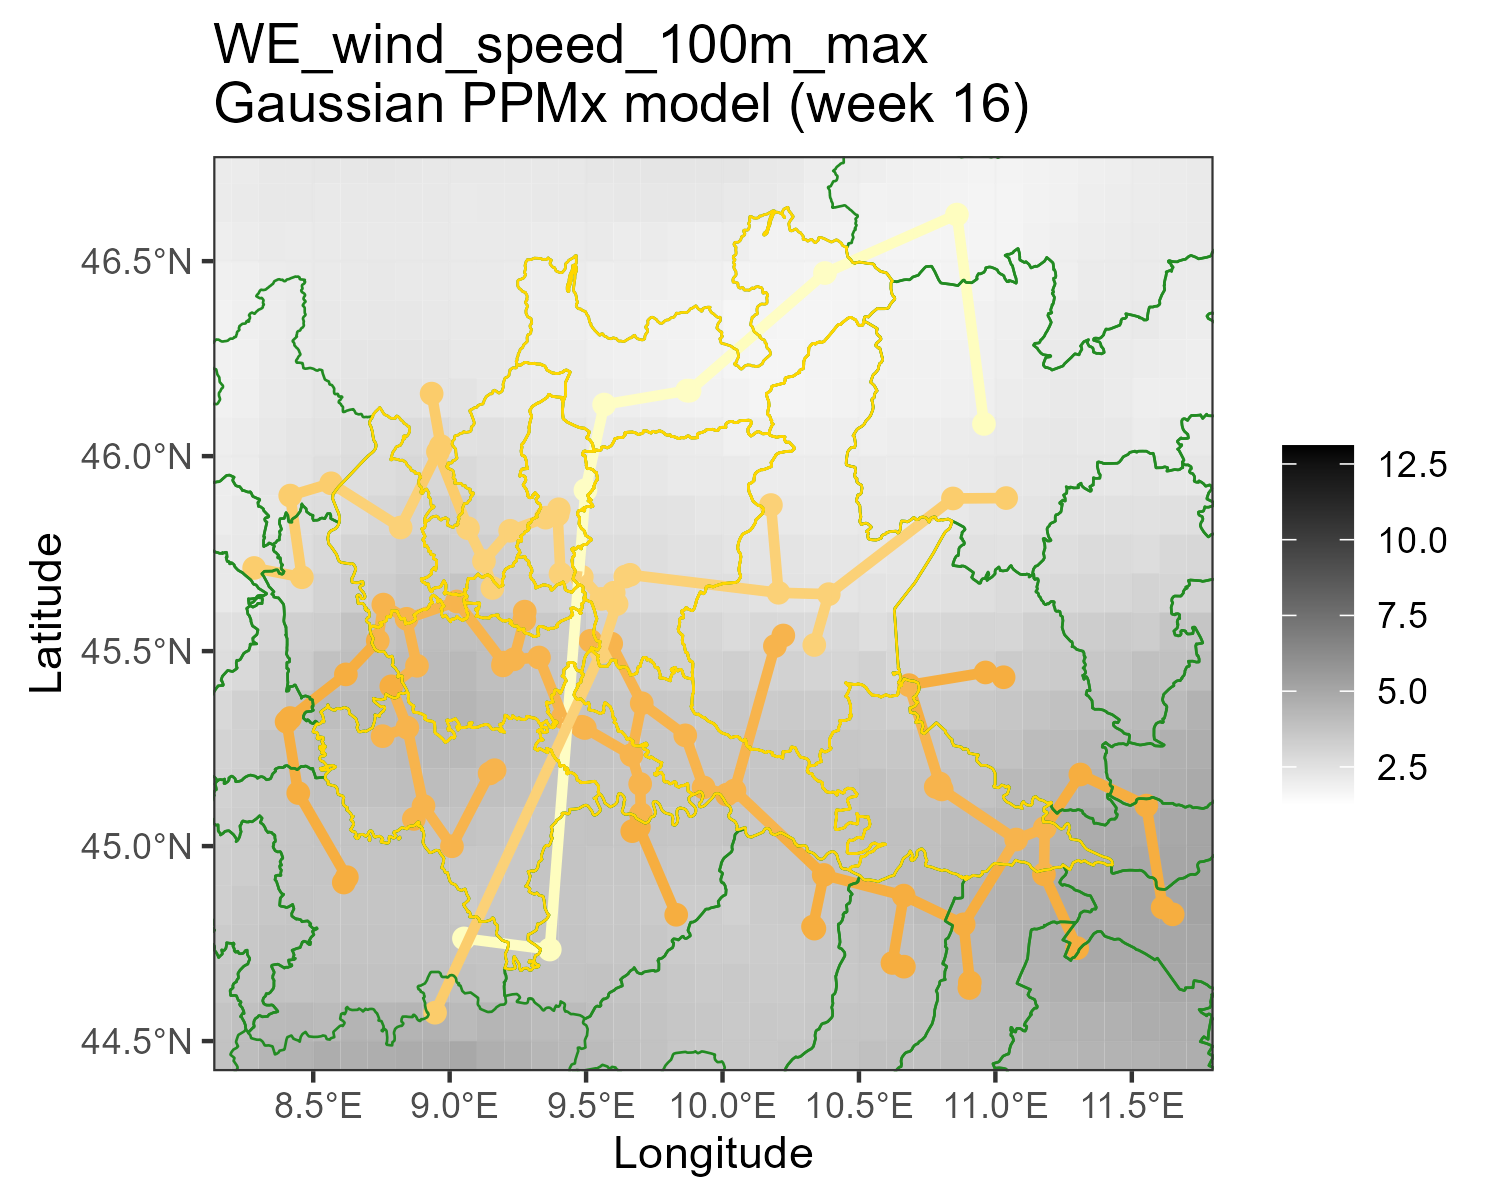 WE_wind_speed_100m_max
Gaussian PPMx model (week 16)
46.5°N
46.0°N
45.5°N
45.0°N
44.5°N
Latitude
8.5°E 9.0°E 9.5°E 10.0°E 10.5°E 11.0°E 11.5°E
Longitude
12.5
10.0
7.5
5.0
2.5